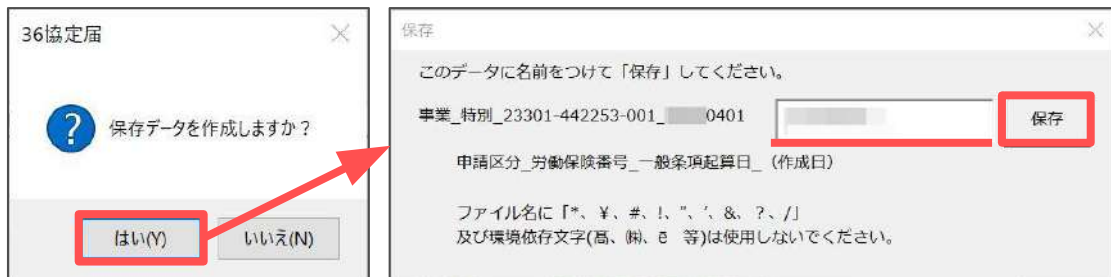 36協定届
保存データを作成しますか？
はい(Y)
いいえ(N)
保存
このデータに名前をつけて「保存」してください。
事業_特別_23301-442253-001_ 0401
保存
申請区分_労働保険番号_一般条項起算日_（作成日）
ファイル名に「*、￥、#、!、"、'、&、?、/」
及び環境依存文字(髙、㈱、ē 等)は使用しないでください。